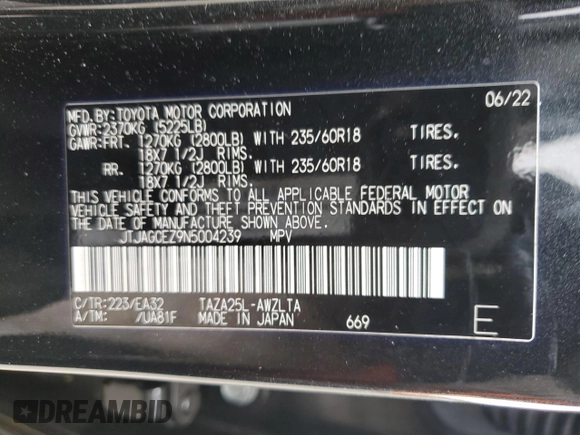 MFD.BY:TOYOTA MOTOR CORPORATION 06/22
GVWR:2370KG (5225LB)
GAWR:FRT. 1270KG (2800LB) WITH 235/60R18 TIRES,
18X7 1/2J RIMS.
RR. 1270KG (2800LB) WITH 235/60R18 TIRES,
18X7 1/2J RIMS.
THIS VEHICLE CONFORMS TO ALL APPLICABLE FEDERAL MOTOR
VEHICLE SAFETY AND THEFT PREVENTION STANDARDS IN EFFECT ON
THE DATE OF MANUFACTURE SHOWN ABOVE.
JTJAGCEZ9N5004239 MPV
C/TR:223/EA32 TAZA25L-AWZLTA
A/TM: /UA81F MADE IN JAPAN 669 E
DREAMBID